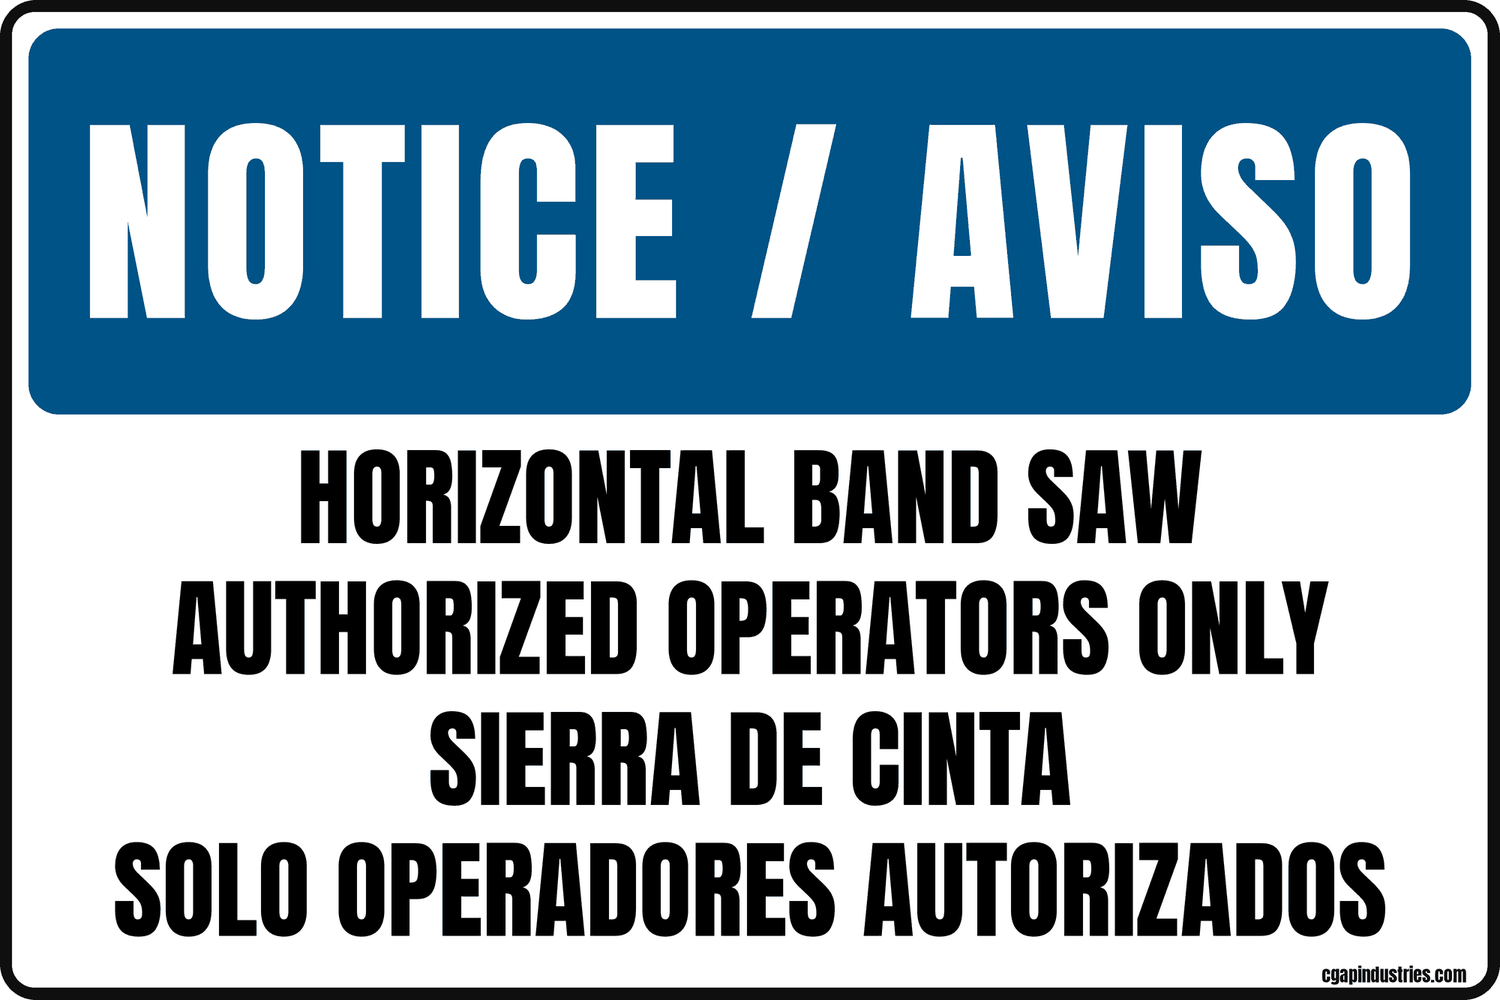 NOTICE / AVISO
HORIZONTAL BAND SAW
AUTHORIZED OPERATORS ONLY
SIERRA DE CINTA
SOLO OPERADORES AUTORIZADOS
cgapindustries.com